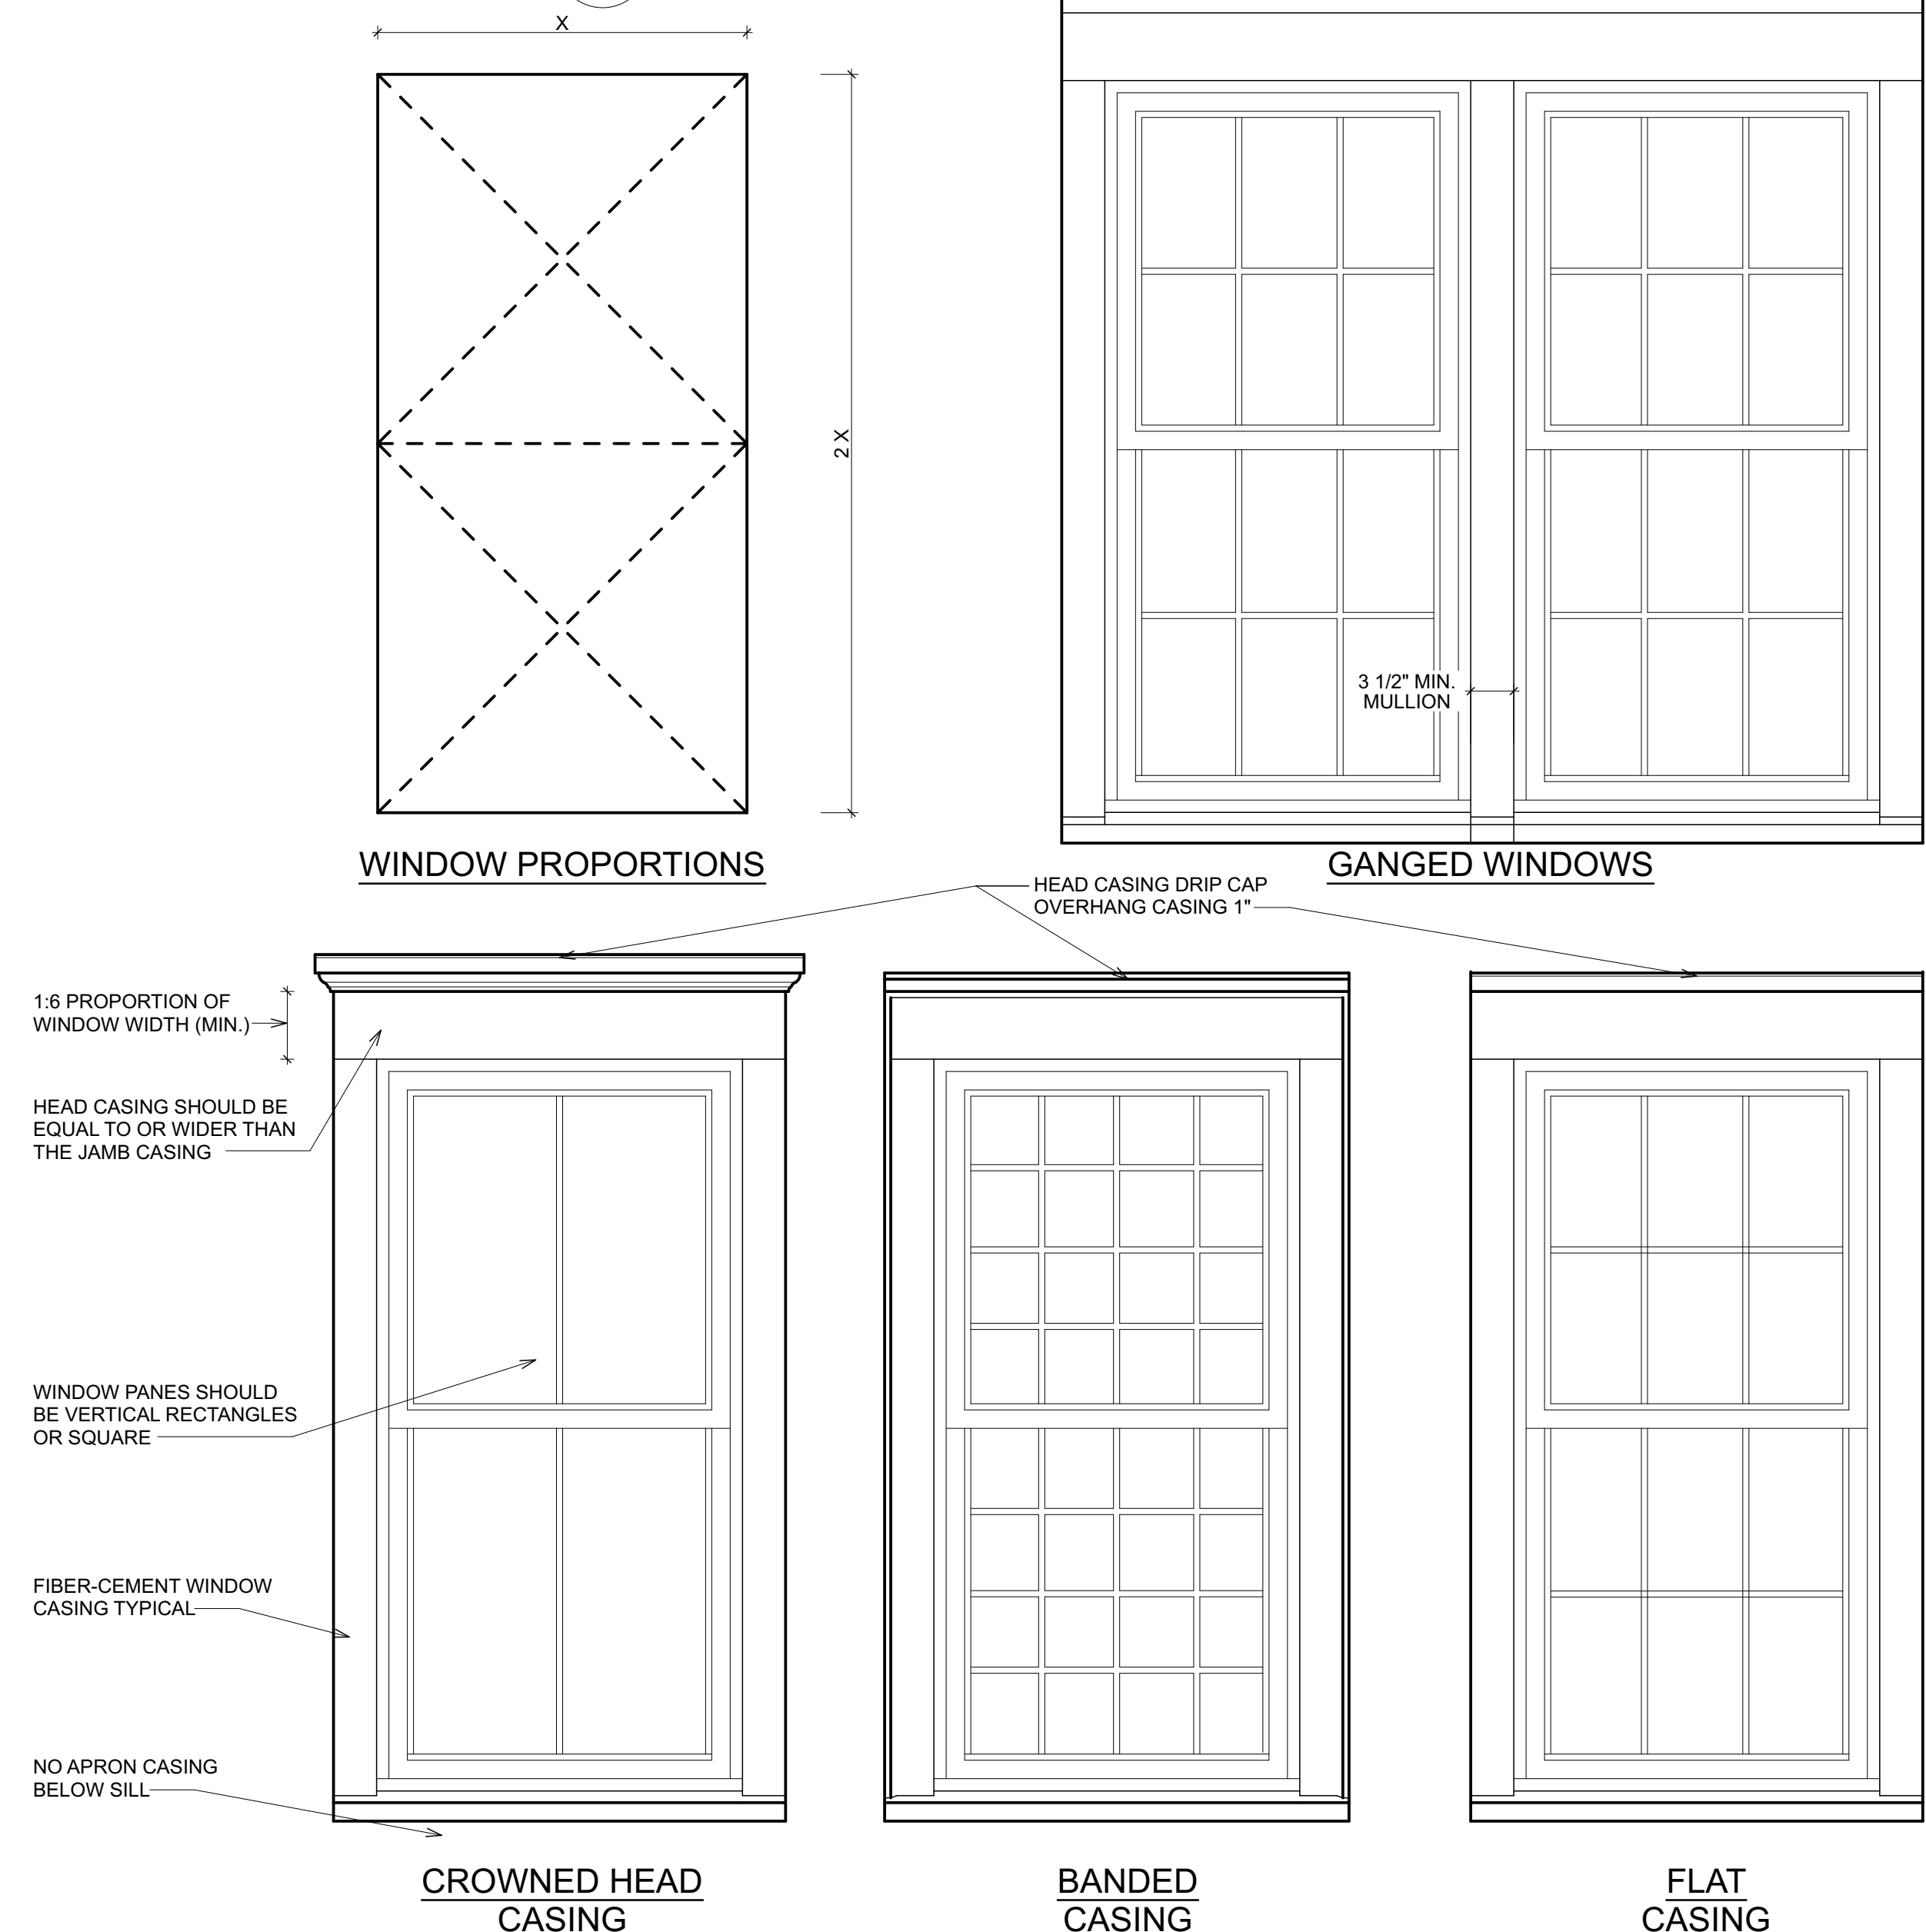 X
2 X
3 1/2" MIN.
MULLION
WINDOW PROPORTIONS
GANGED WINDOWS
HEAD CASING DRIP CAP
OVERHANG CASING 1"
1:6 PROPORTION OF
WINDOW WIDTH (MIN.)
HEAD CASING SHOULD BE
EQUAL TO OR WIDER THAN
THE JAMB CASING
WINDOW PANES SHOULD
BE VERTICAL RECTANGLES
OR SQUARE
FIBER-CEMENT WINDOW
CASING TYPICAL
NO APRON CASING
BELOW SILL
CROWNED HEAD
CASING
BANDED
CASING
FLAT
CASING